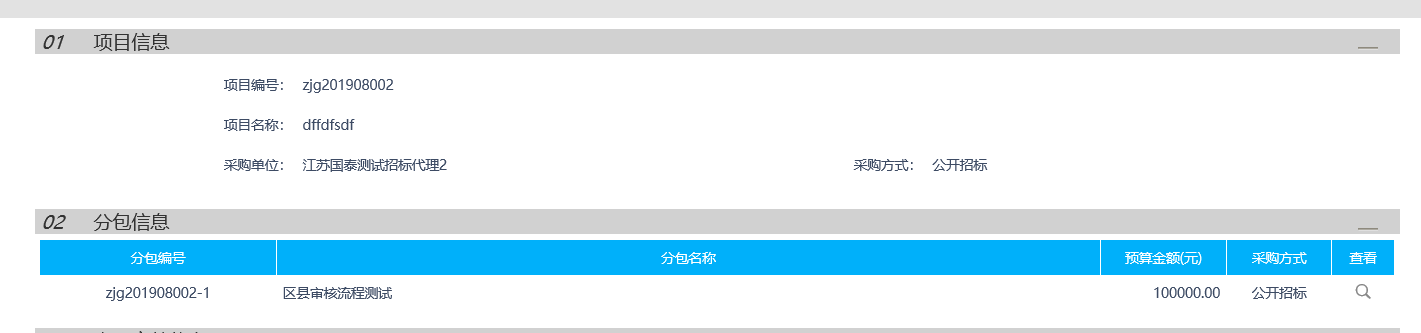 01 项目信息
项目编号： zjg201908002
项目名称： dffdfsdf
采购单位： 江苏国泰测试招标代理2 采购方式： 公开招标
02 分包信息
分包编号 分包名称 预算金额(元) 采购方式 查看
zjg201908002-1 区县审核流程测试 100000.00 公开招标